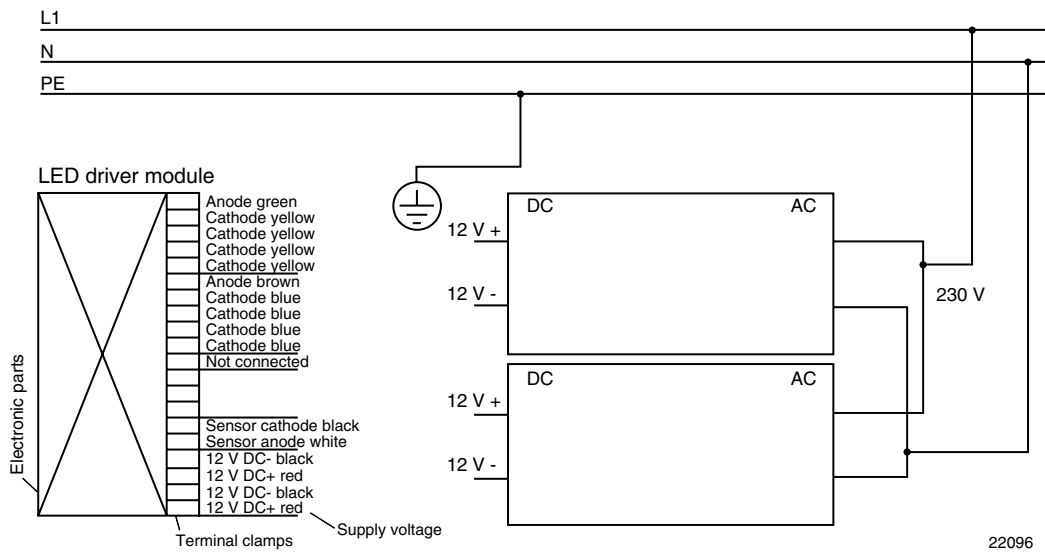 L1
N
PE
LED driver module
Anode green
Cathode yellow
Cathode yellow
Cathode yellow
Cathode yellow
Anode brown
Cathode blue
Cathode blue
Cathode blue
Cathode blue
Not connected
Sensor cathode black
Sensor anode white
12 V DC- black
12 V DC+ red
12 V DC- black
12 V DC+ red
Electronic parts
Terminal clamps
Supply voltage
DC
AC
12 V +
12 V -
230 V
DC
AC
12 V +
12 V -
22096